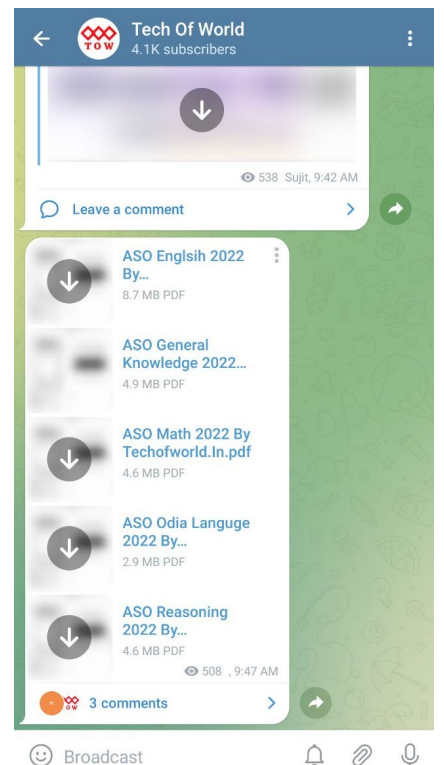 Tech Of World
TOW
4.1K subscribers
538 Sujit, 9:42 AM
Leave a comment
ASO Englsih 2022
By...
8.7 MB PDF
ASO General
Knowledge 2022...
4.9 MB PDF
ASO Math 2022 By
Techofworld.In.pdf
4.6 MB PDF
ASO Odia Languge
2022 By...
2.9 MB PDF
ASO Reasoning
2022 By...
4.6 MB PDF
508 , 9:47 AM
TOW
3 comments
Broadcast